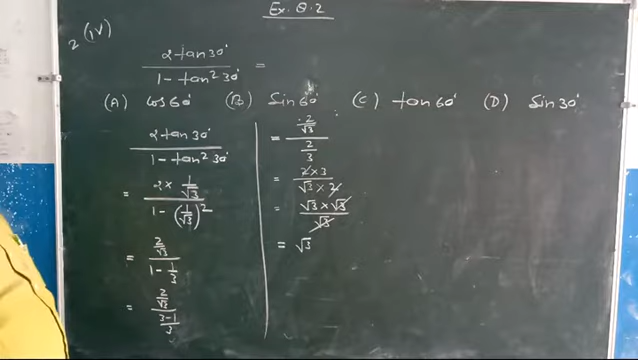 Ex. 8.2
2 (iv)
2 tan 30° / 1 - tan² 30° =
(A) cos 60° (B) sin 60° (C) tan 60° (D) sin 30°
2 tan 30° / 1 - tan² 30°
= 2 × 1/√3 / 1 - (1/√3)²
= 2/√3 / 1 - 1/3
= 2/√3 / 3-1/3
= 2/√3 / 2/3
= 2 × 3 / √3 × 2
= √3 × √3 / √3
= √3